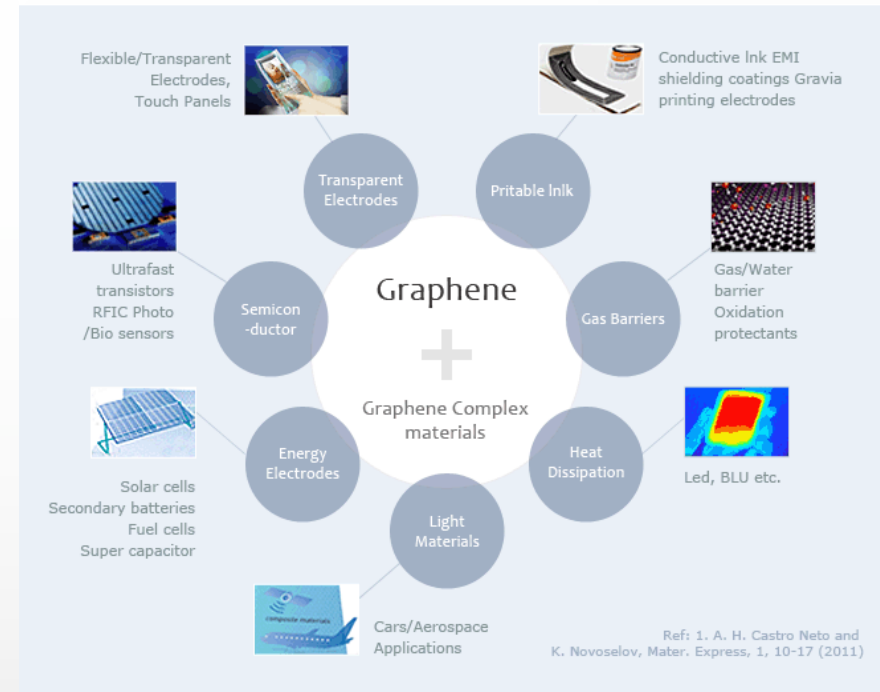 Flexible/Transparent
Electrodes,
Touch Panels
Conductive lnk EMI
shielding coatings Gravia
printing electrodes
Transparent
Electrodes
Pritable lnlk
Ultrafast
transistors
RFIC Photo
/Bio sensors
Semicon
-ductor
Graphene
+
Graphene Complex
materials
Gas Barriers
Gas/Water
barrier
Oxidation
protectants
Energy
Electrodes
Heat
Dissipation
Led, BLU etc.
Solar cells
Secondary batteries
Fuel cells
Super capacitor
Light
Materials
composite materials
Cars/Aerospace
Applications
Ref: 1. A. H. Castro Neto and
K. Novoselov, Mater. Express, 1, 10-17 (2011)